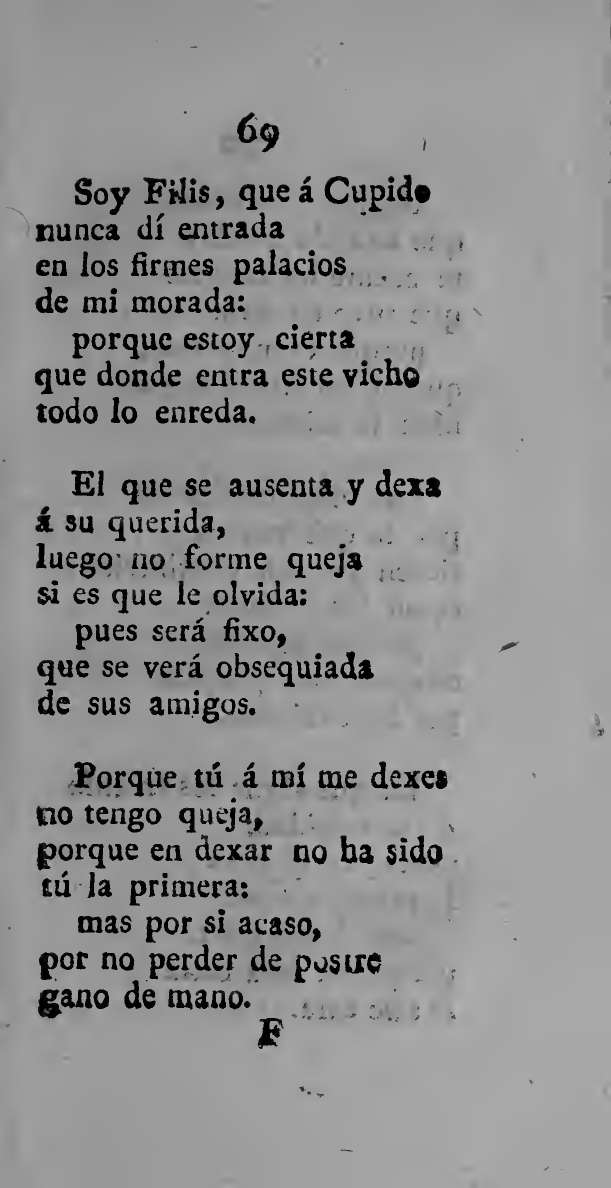 69
Soy Filis, que á Cupido
nunca dí entrada
en los firmes palacios
de mi morada:
porque estoy cierta
que donde entra este vicho
todo lo enreda.
El que se ausenta y dexa
á su querida,
luego no forme queja
si es que le olvida:
pues será fixo,
que se verá obsequiada
de sus amigos.
Porque tú á mí me dexes
no tengo queja,
porque en dexar no ha sido
tú la primera:
mas por si acaso,
por no perder de postre
gano de mano.
F